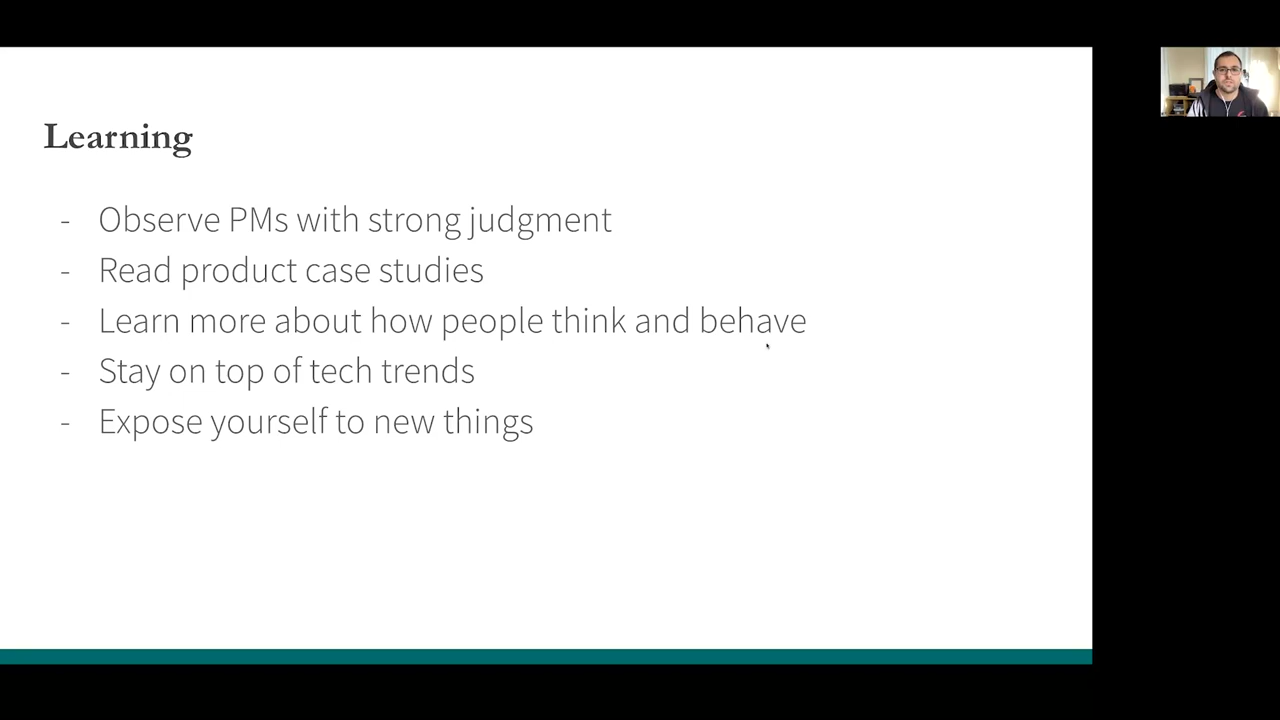 Learning
- Observe PMs with strong judgment
- Read product case studies
- Learn more about how people think and behave
- Stay on top of tech trends
- Expose yourself to new things